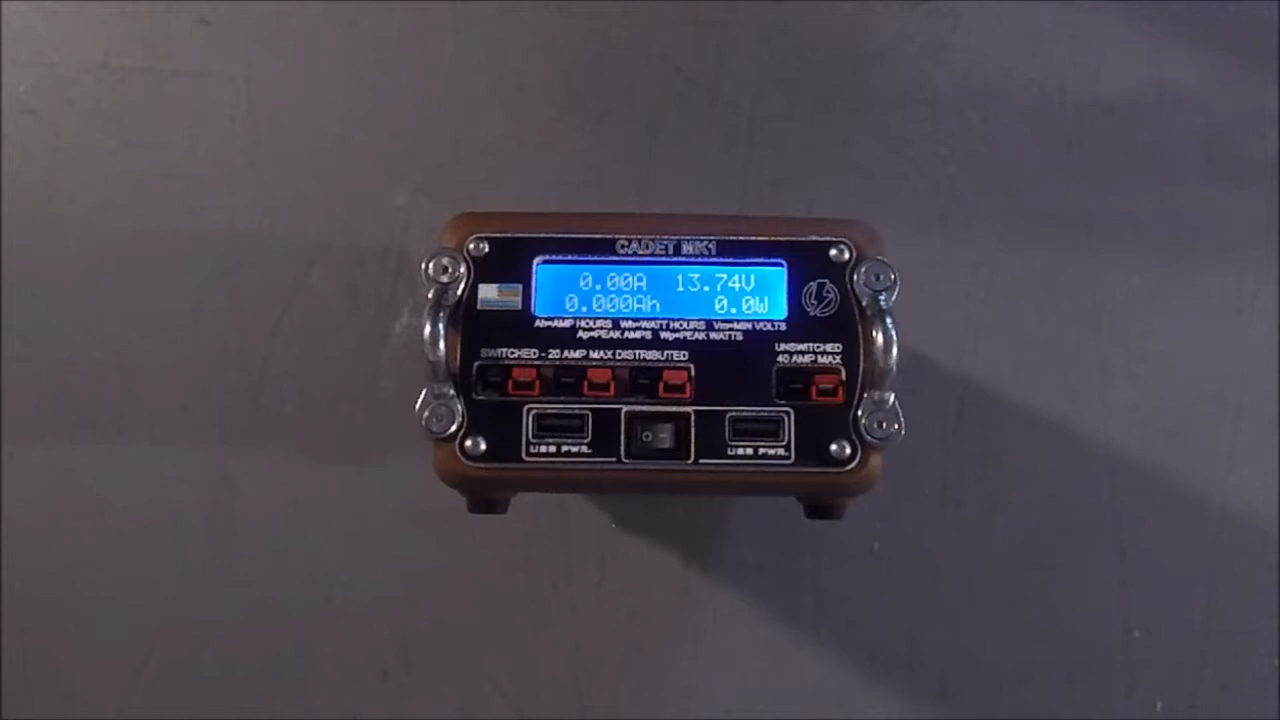 CADET MK1
0.00A 13.74V
0.000Ah 0.0W
Ah=AMP HOURS Wh=WATT HOURS Vm=MIN VOLTS
Ap=PEAK AMPS Wp=PEAK WATTS
SWITCHED - 20 AMP MAX DISTRIBUTED
UNSWITCHED
40 AMP MAX
O –
USB PWR.
USB PWR.